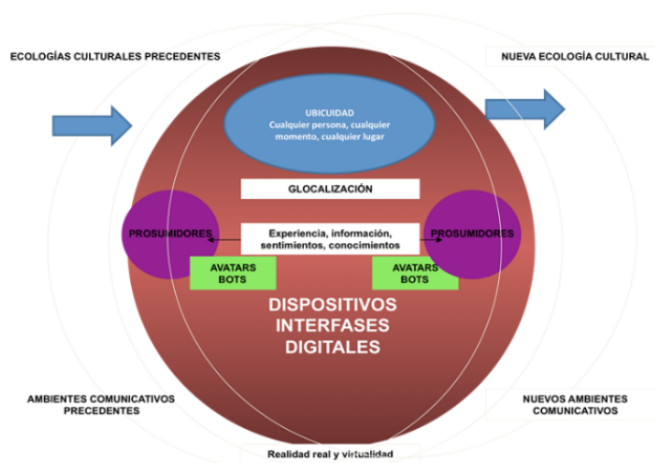 ECOLOGÍAS CULTURALES PRECEDENTES
NUEVA ECOLOGÍA CULTURAL
UBICUIDAD
Cualquier persona, cualquier
momento, cualquier lugar
GLOCALIZACIÓN
PROSUMIDORES
Experiencia, información,
sentimientos, conocimientos
PROSUMIDORES
AVATARS
BOTS
AVATARS
BOTS
DISPOSITIVOS
INTERFASES
DIGITALES
AMBIENTES COMUNICATIVOS
PRECEDENTES
NUEVOS AMBIENTES
COMUNICATIVOS
Realidad real y virtualidad